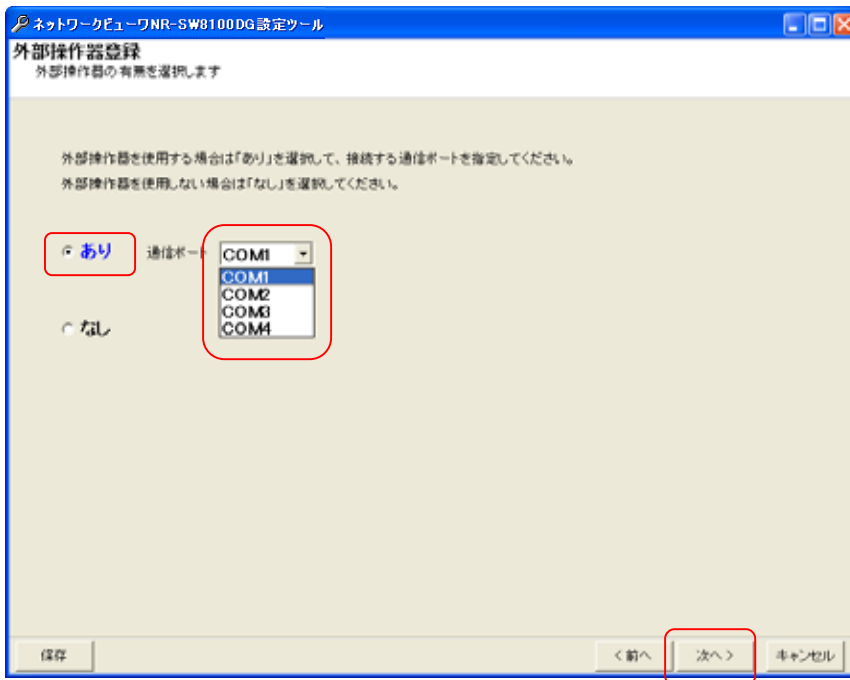 ネットワークビューワNR-SW8100DG設定ツール
外部操作器登録
外部操作器の有無を選択します
外部操作器を使用する場合は「あり」を選択して、接続する通信ポートを指定してください。
外部操作器を使用しない場合は「なし」を選択してください。
あり 通信ポート COM1
COM1
COM2
COM3
COM4
なし
保存 <前へ 次へ> キャンセル